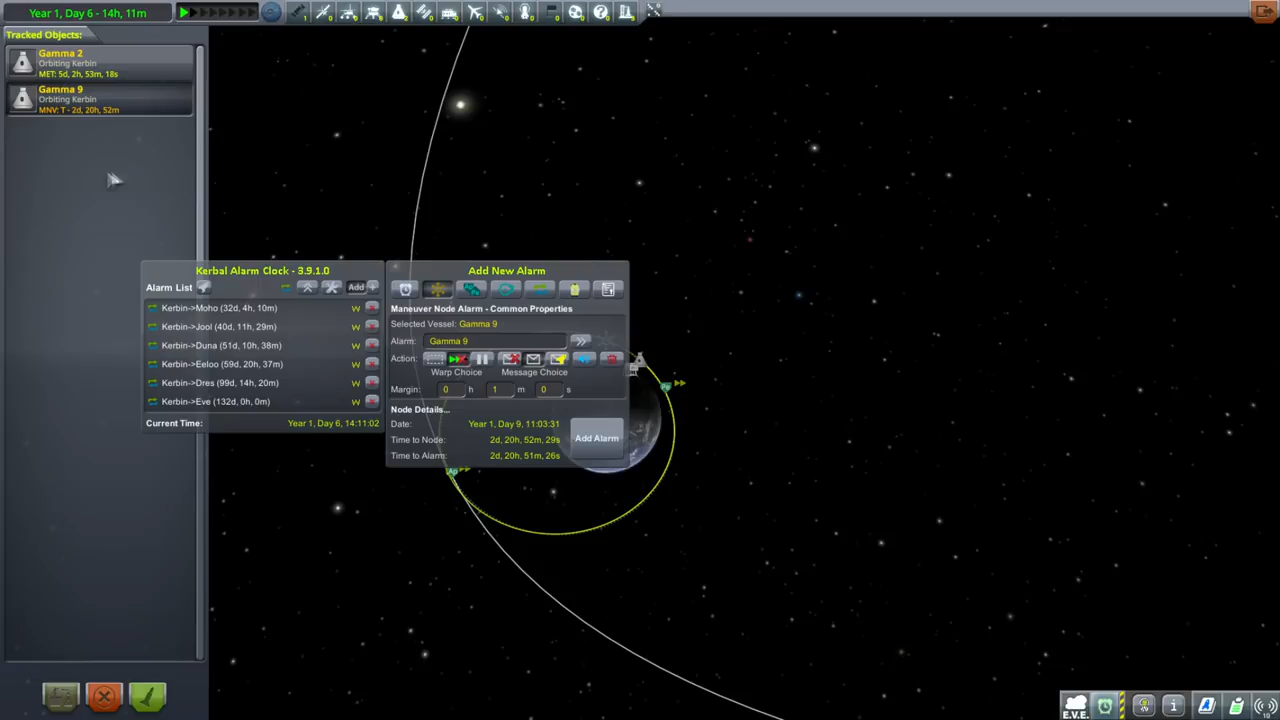 Year 1, Day 6 - 14h, 11m
Tracked Objects:
Gamma 2
Orbiting Kerbin
MET: 5d, 2h, 53m, 18s
Gamma 9
Orbiting Kerbin
MNV: T - 2d, 20h, 52m
Kerbal Alarm Clock - 3.9.1.0
Alarm List
Add +
Kerbin->Moho (32d, 4h, 10m) W
Kerbin->Jool (40d, 11h, 29m) W
Kerbin->Duna (51d, 10h, 38m) W
Kerbin->Eeloo (59d, 20h, 37m) W
Kerbin->Dres (99d, 14h, 20m) W
Kerbin->Eve (132d, 0h, 0m) W
Current Time: Year 1, Day 6, 14:11:02
Add New Alarm
Maneuver Node Alarm - Common Properties
Selected Vessel: Gamma 9
Alarm: Gamma 9
Action:
Warp Choice Message Choice
Margin: 0 h 1 m 0 s
Node Details...
Date: Year 1, Day 9, 11:03:31
Time to Node: 2d, 20h, 52m, 29s
Time to Alarm: 2d, 20h, 51m, 26s
Add Alarm
Pe
Ap
E.V.E.